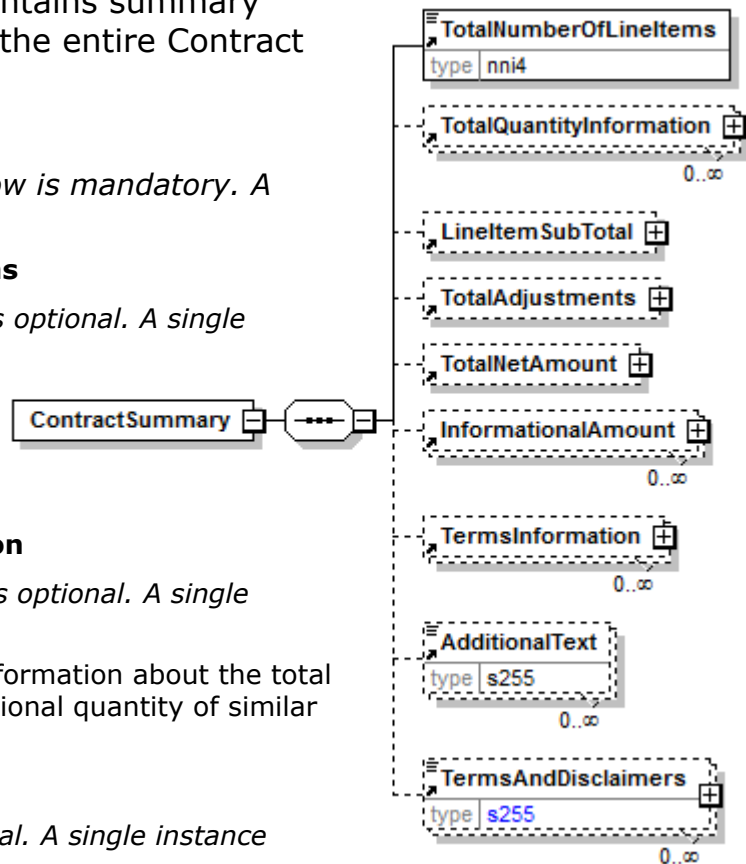 ntains summary
the entire Contract
ow is mandatory. A
s optional. A single
on
s optional. A single
formation about the total
ional quantity of similar
al. A single instance
ContractSummary
TotalNumberOfLineItems
type nni4
TotalQuantityInformation
0..∞
LineItemSubTotal
TotalAdjustments
TotalNetAmount
InformationalAmount
0..∞
TermsInformation
0..∞
AdditionalText
type s255
0..∞
TermsAndDisclaimers
type s255
0..∞